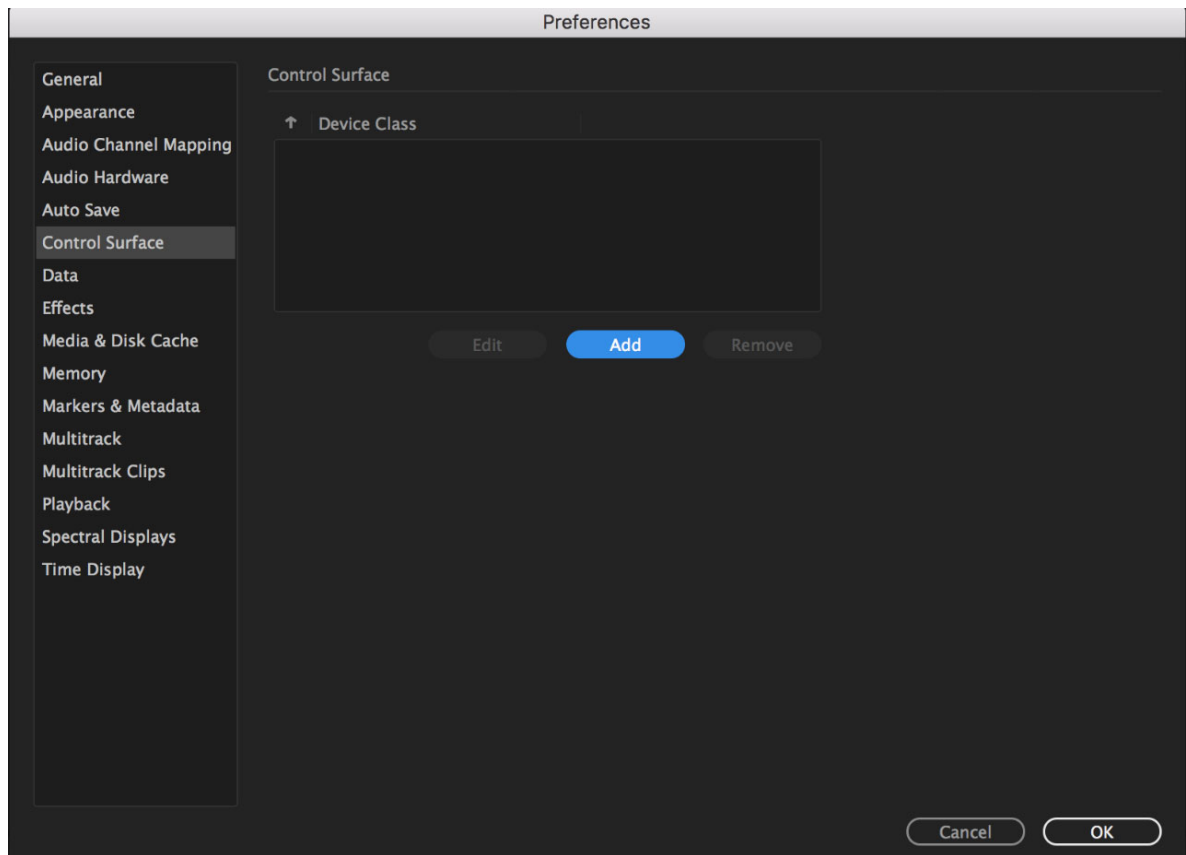 Preferences
General
Appearance
Audio Channel Mapping
Audio Hardware
Auto Save
Control Surface
Data
Effects
Media & Disk Cache
Memory
Markers & Metadata
Multitrack
Multitrack Clips
Playback
Spectral Displays
Time Display
Control Surface
↑ Device Class
Edit Add Remove
Cancel OK